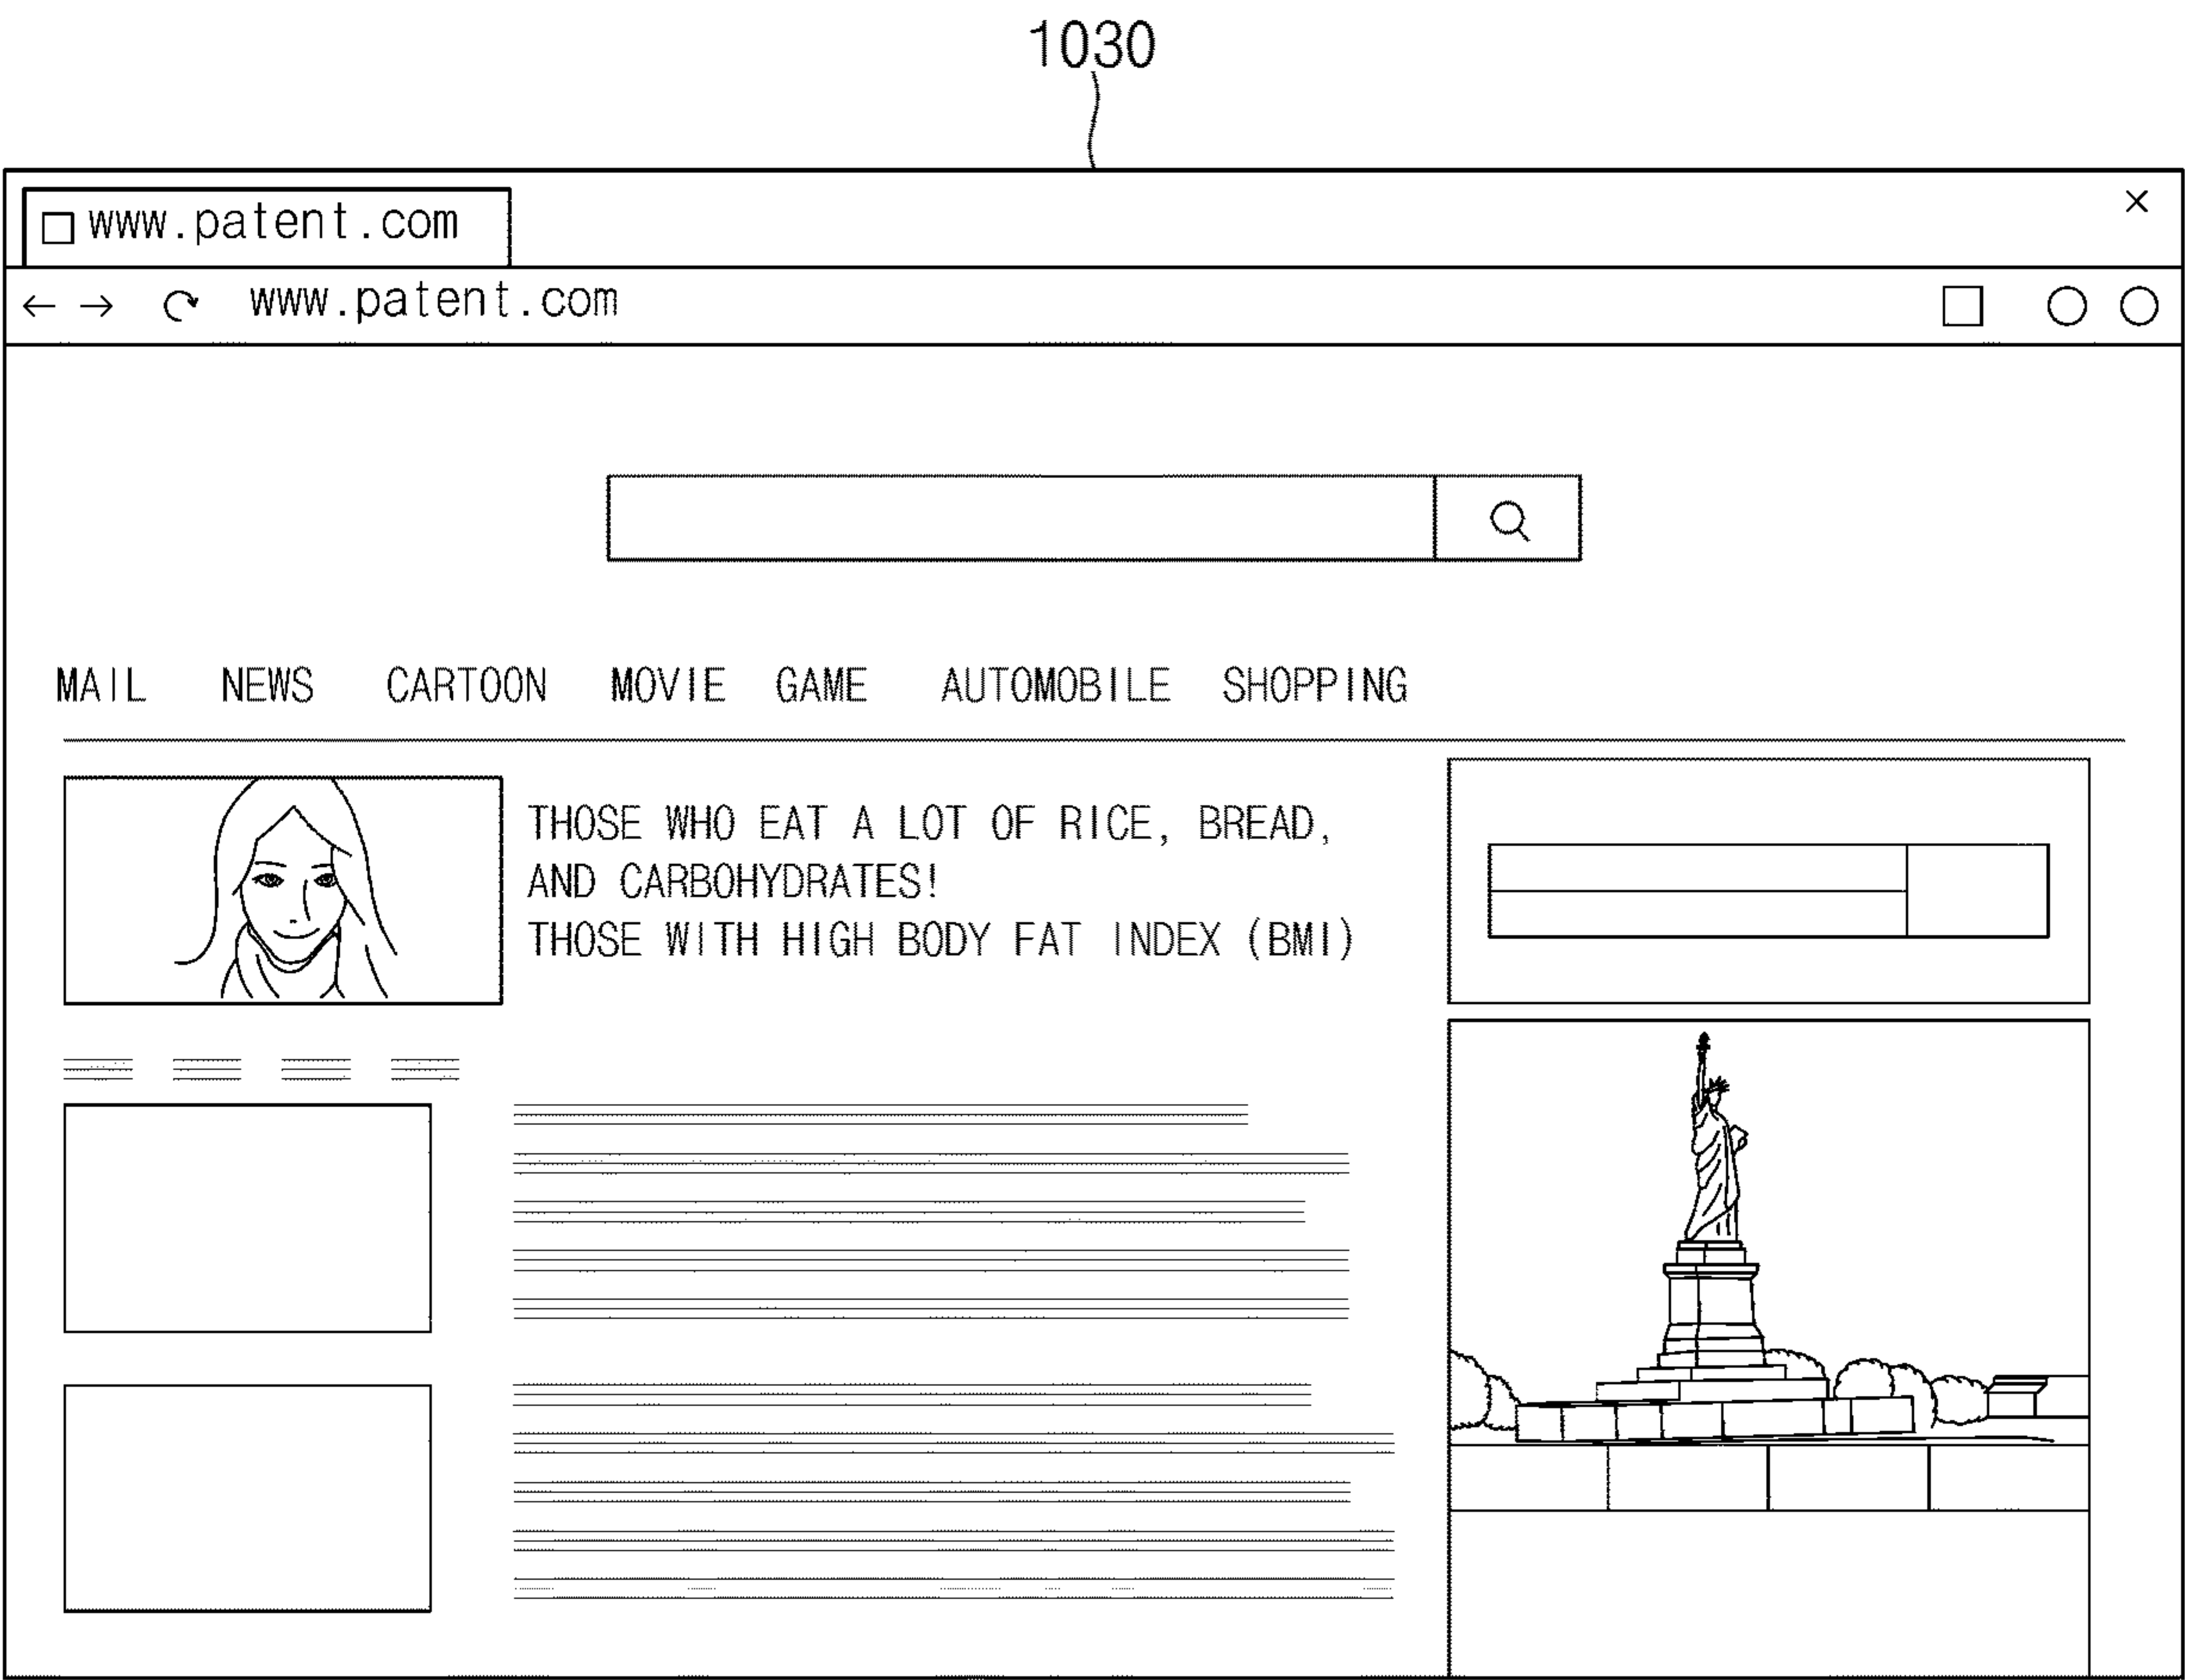 1030
www.patent.com
www.patent.com
MAIL NEWS CARTOON MOVIE GAME AUTOMOBILE SHOPPING
THOSE WHO EAT A LOT OF RICE, BREAD,
AND CARBOHYDRATES!
THOSE WITH HIGH BODY FAT INDEX (BMI)